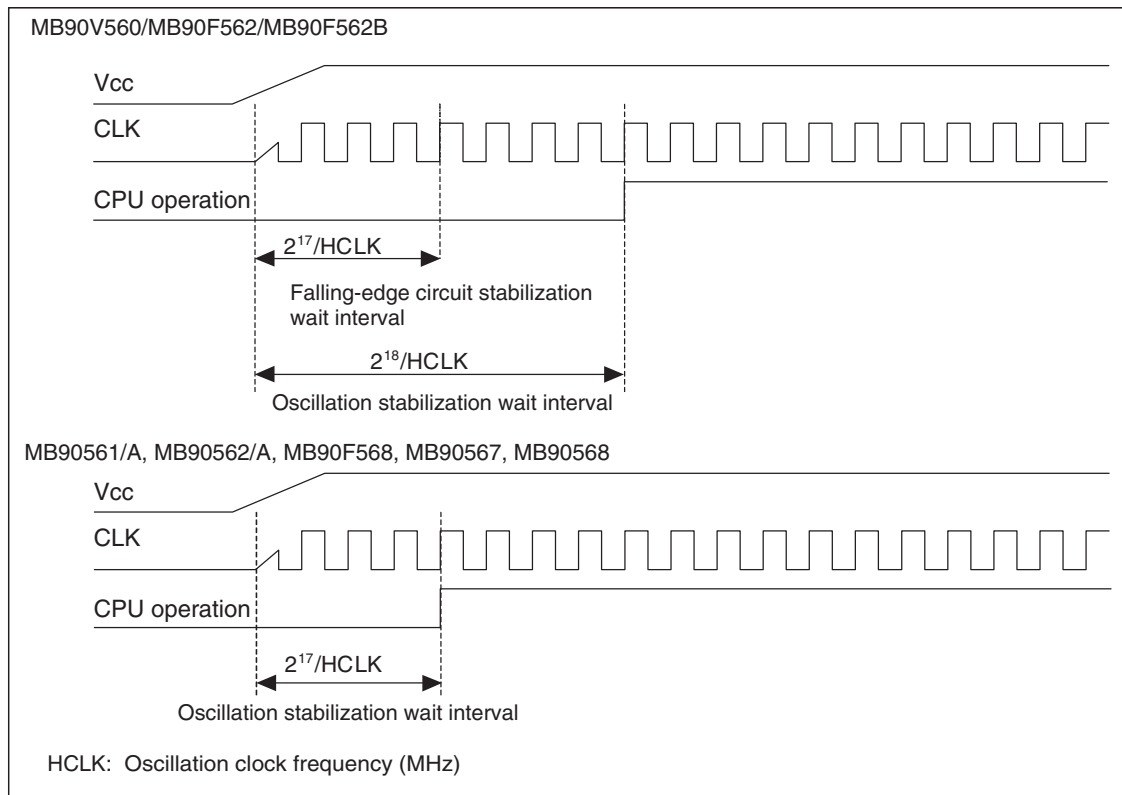 MB90V560/MB90F562/MB90F562B
Vcc
CLK
CPU operation
2¹⁷/HCLK
Falling-edge circuit stabilization
wait interval
2¹⁸/HCLK
Oscillation stabilization wait interval
MB90561/A, MB90562/A, MB90F568, MB90567, MB90568
Vcc
CLK
CPU operation
2¹⁷/HCLK
Oscillation stabilization wait interval
HCLK: Oscillation clock frequency (MHz)